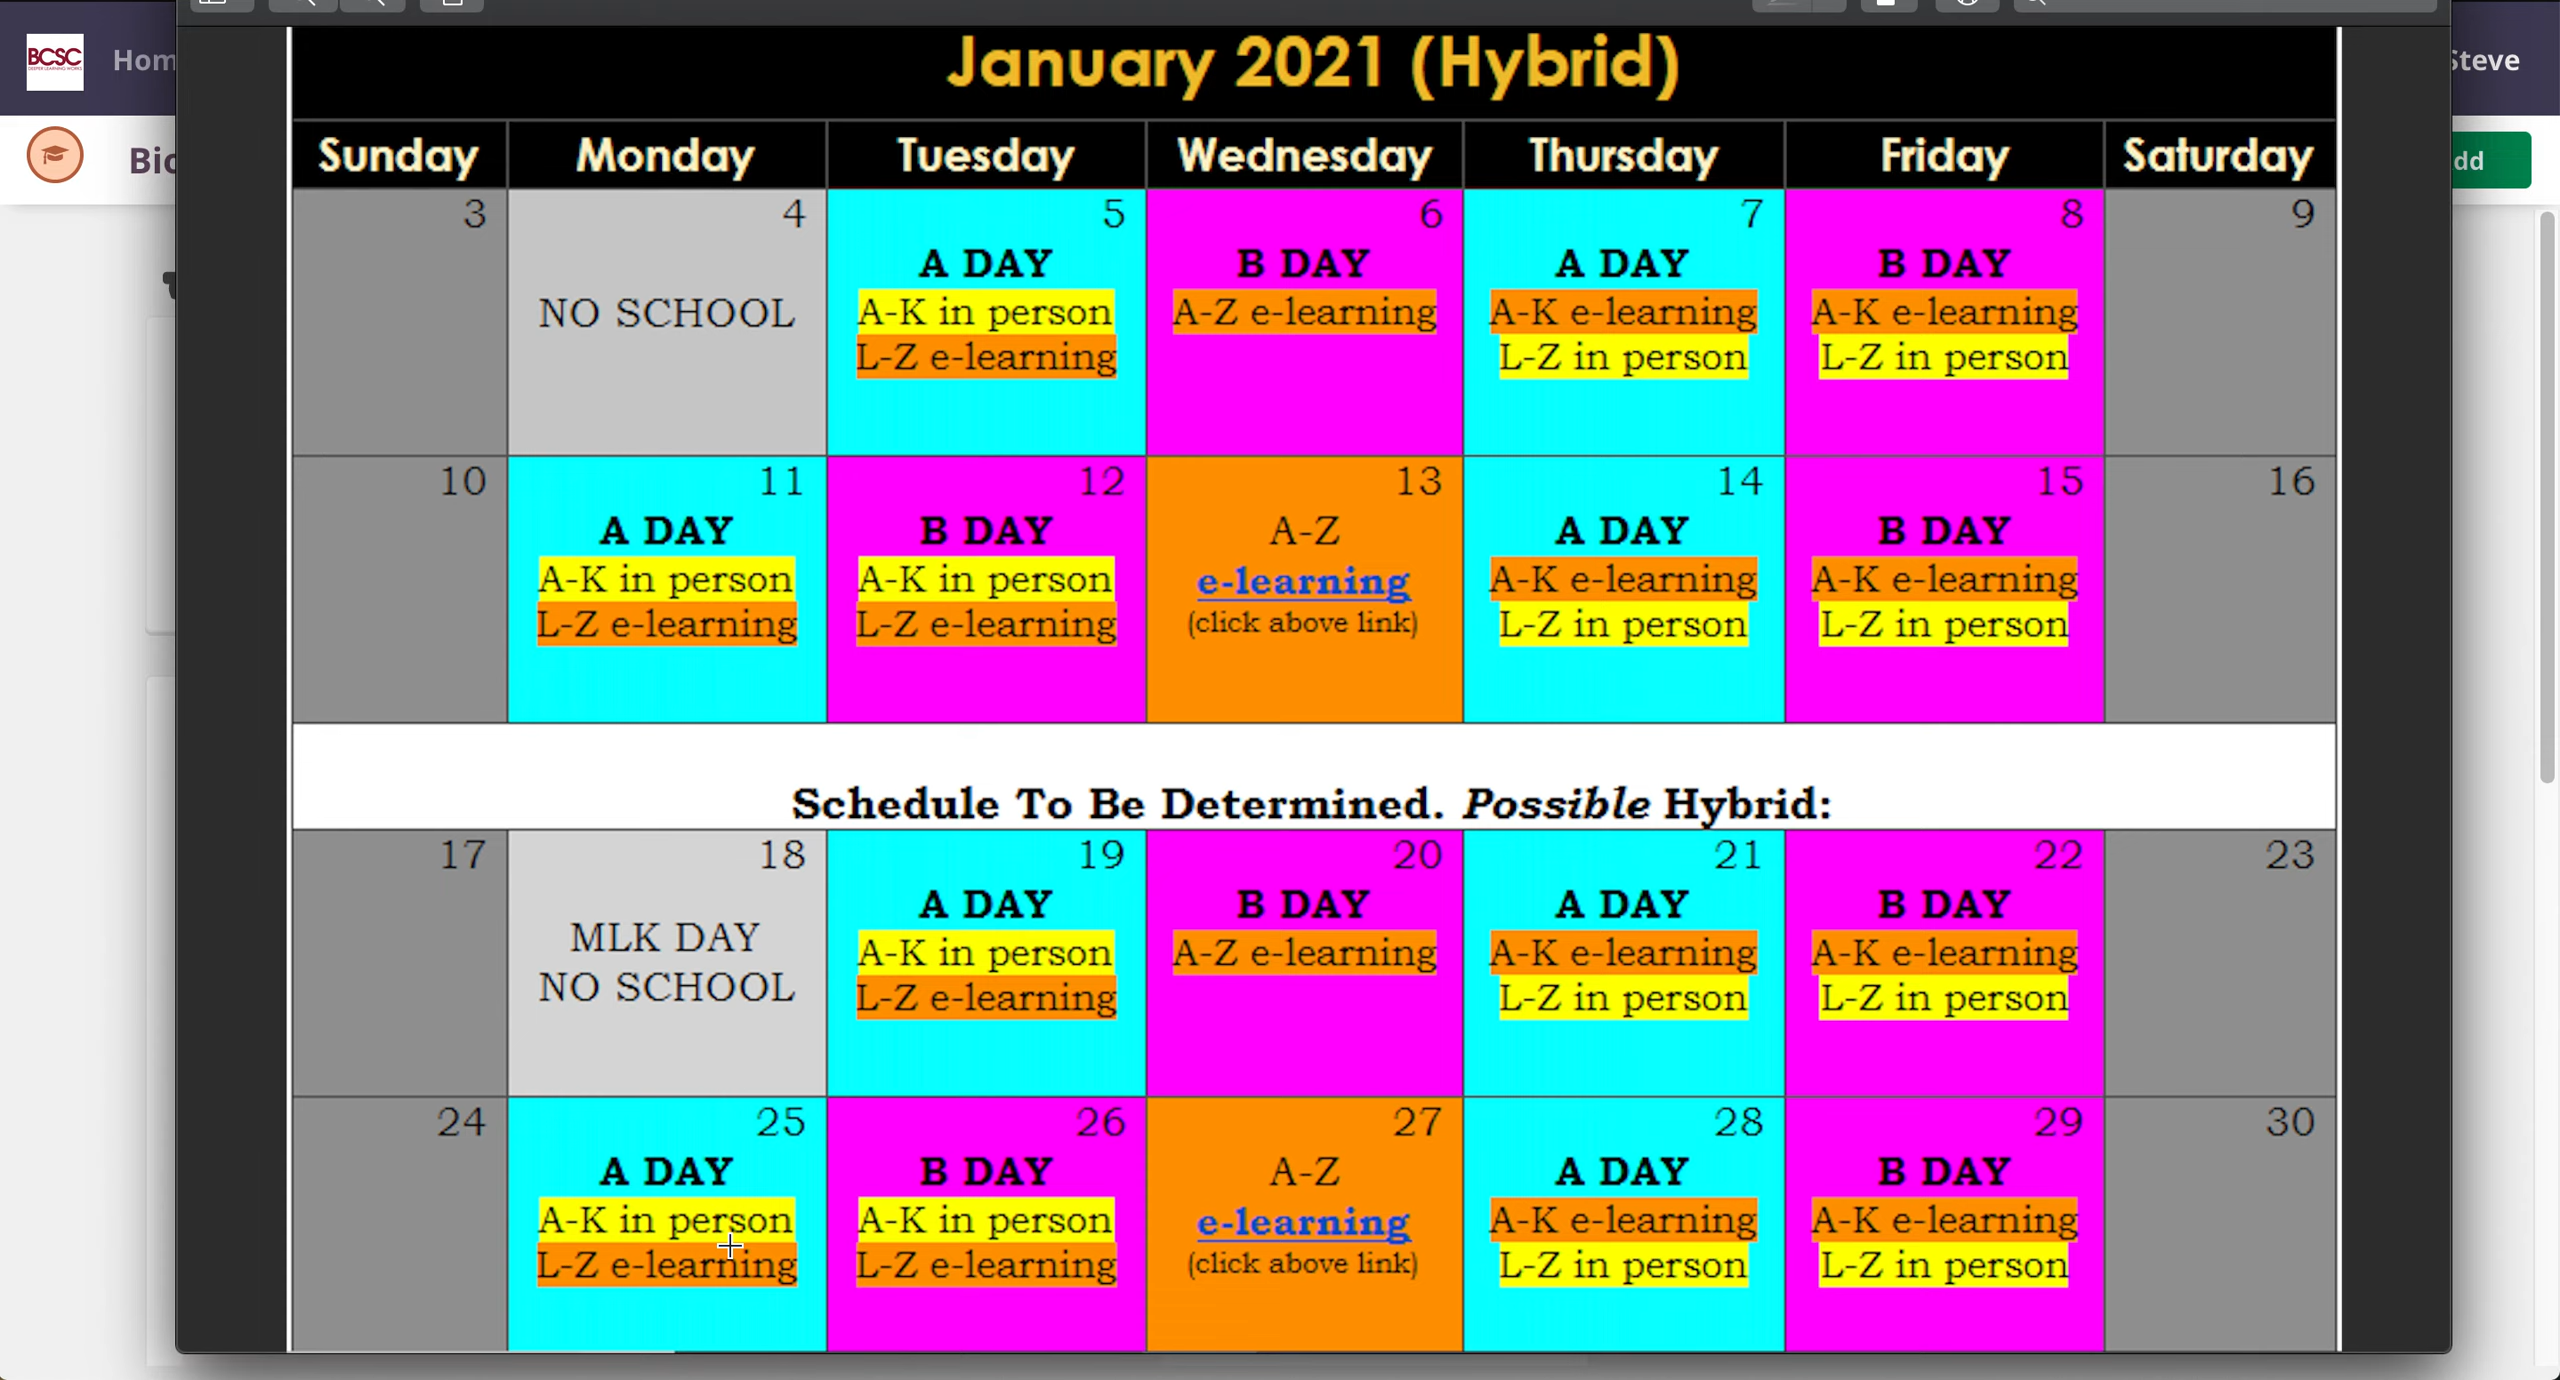 BCSC
DEEPER LEARNING WORKS
Hom
Steve
Bio
dd
January 2021 (Hybrid)
Sunday Monday Tuesday Wednesday Thursday Friday Saturday
3
4
NO SCHOOL
5
A DAY
A-K in person
L-Z e-learning
6
B DAY
A-Z e-learning
7
A DAY
A-K e-learning
L-Z in person
8
B DAY
A-K e-learning
L-Z in person
9
10
11
A DAY
A-K in person
L-Z e-learning
12
B DAY
A-K in person
L-Z e-learning
13
A-Z
e-learning
(click above link)
14
A DAY
A-K e-learning
L-Z in person
15
B DAY
A-K e-learning
L-Z in person
16
Schedule To Be Determined. Possible Hybrid:
17
18
MLK DAY
NO SCHOOL
19
A DAY
A-K in person
L-Z e-learning
20
B DAY
A-Z e-learning
21
A DAY
A-K e-learning
L-Z in person
22
B DAY
A-K e-learning
L-Z in person
23
24
25
A DAY
A-K in person
L-Z e-learning
26
B DAY
A-K in person
L-Z e-learning
27
A-Z
e-learning
(click above link)
28
A DAY
A-K e-learning
L-Z in person
29
B DAY
A-K e-learning
L-Z in person
30